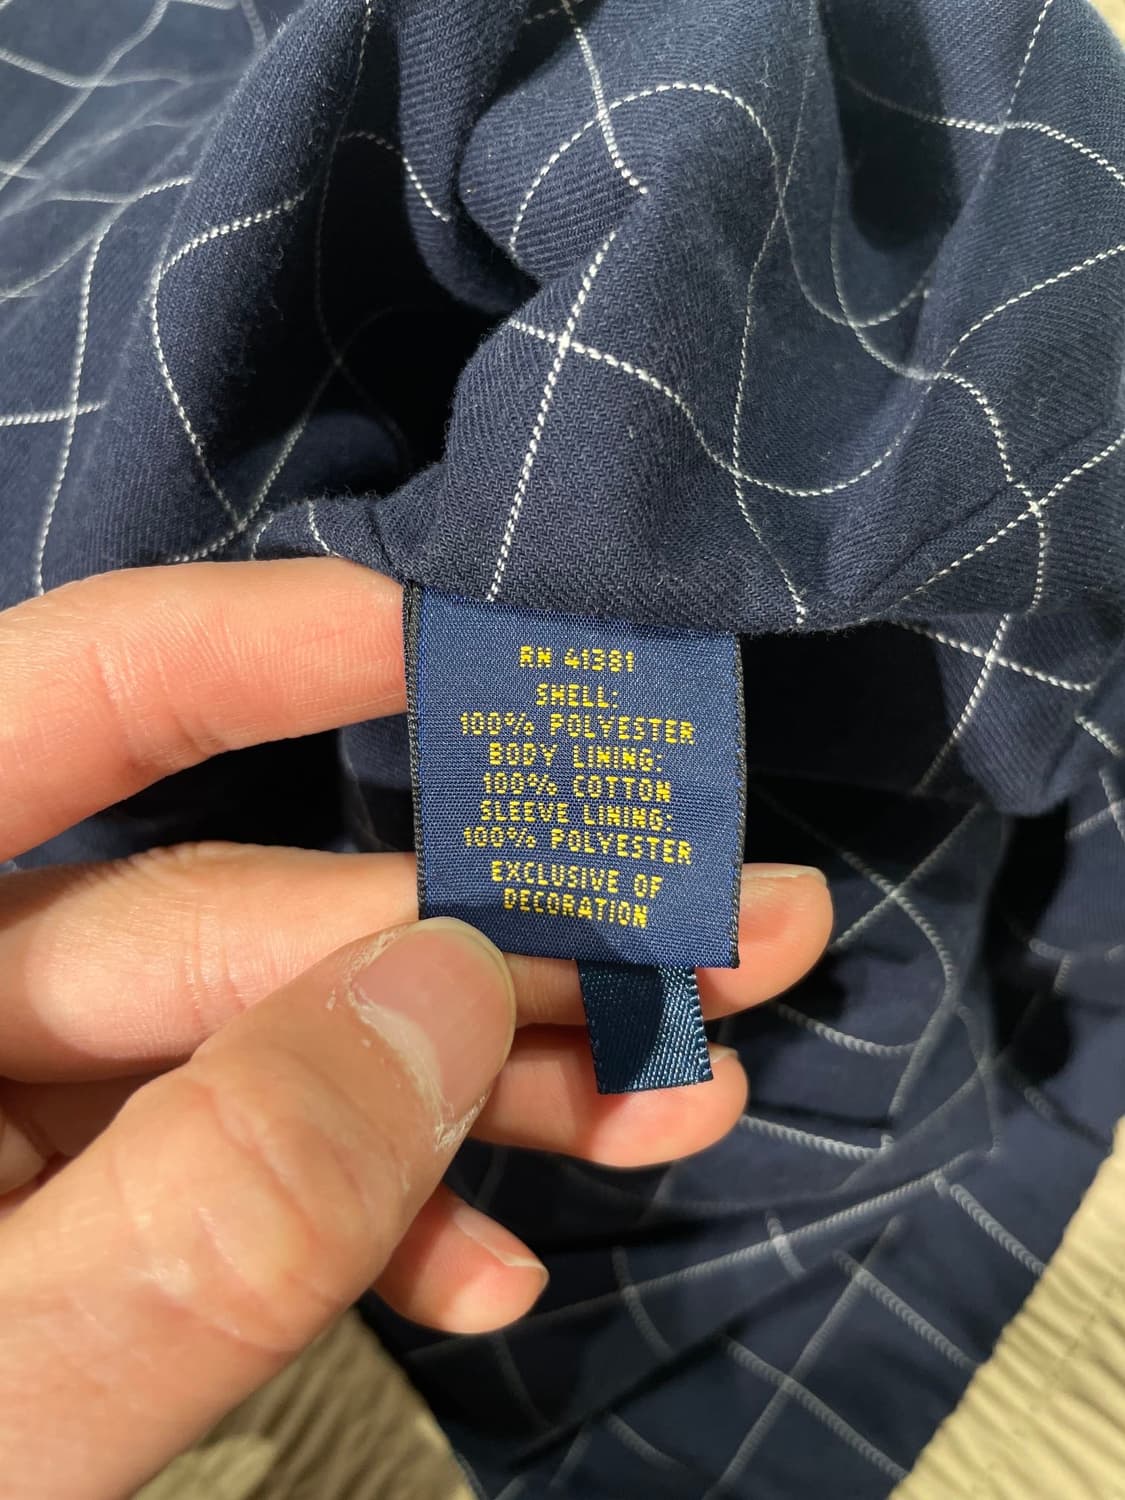 RN 41381
SHELL:
100% POLYESTER
BODY LINING:
100% COTTON
SLEEVE LINING:
100% POLYESTER
EXCLUSIVE OF
DECORATION